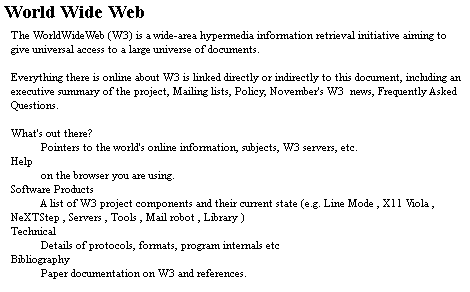 World Wide Web
The WorldWideWeb (W3) is a wide-area hypermedia information retrieval initiative aiming to
give universal access to a large universe of documents.
Everything there is online about W3 is linked directly or indirectly to this document, including an
executive summary of the project, Mailing lists, Policy, November's W3 news, Frequently Asked
Questions.
What's out there?
Pointers to the world's online information, subjects, W3 servers, etc.
Help
on the browser you are using.
Software Products
A list of W3 project components and their current state (e.g. Line Mode , X11 Viola ,
NeXTStep , Servers , Tools , Mail robot , Library )
Technical
Details of protocols, formats, program internals etc
Bibliography
Paper documentation on W3 and references.